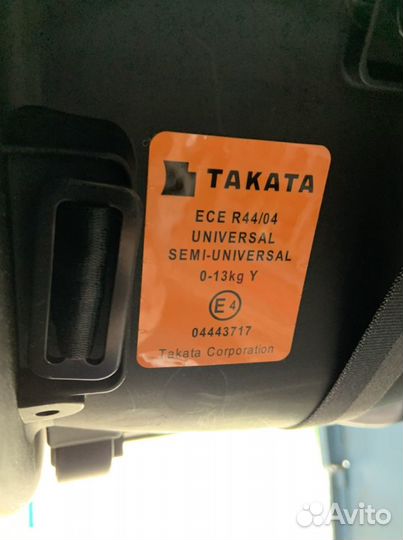 TAKATA
ECE R44/04
UNIVERSAL
SEMI-UNIVERSAL
0-13kg Y
E4
04443717
Takata Corporation
Avito